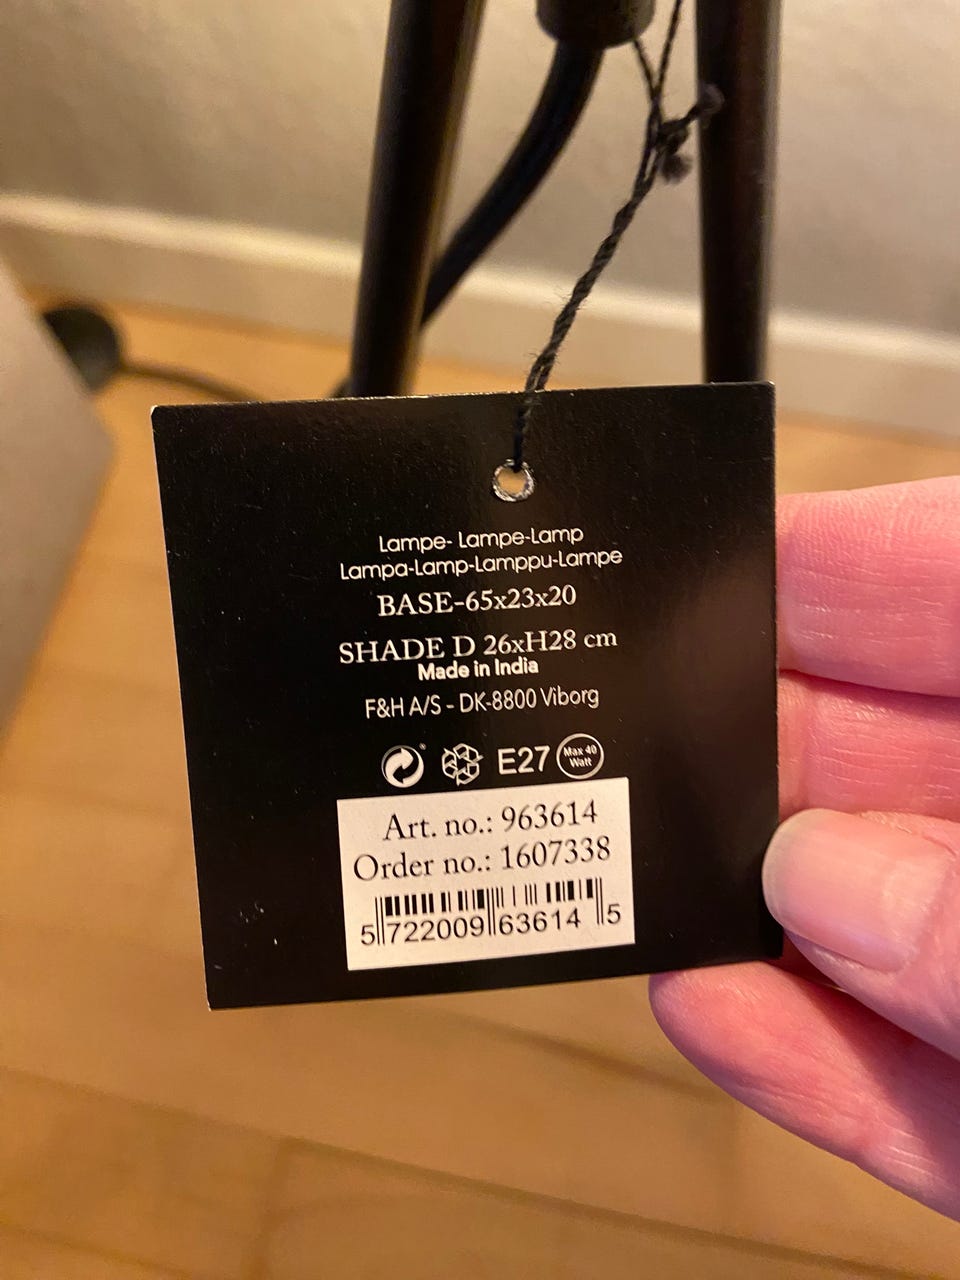 Lampe- Lampe-Lamp
Lampa-Lamp-Lamppu-Lampe
BASE-65x23x20
SHADE D 26xH28 cm
Made in India
F&H A/S - DK-8800 Viborg
E27 Max 40 Watt
Art. no.: 963614
Order no.: 1607338
5 722009 63614 5